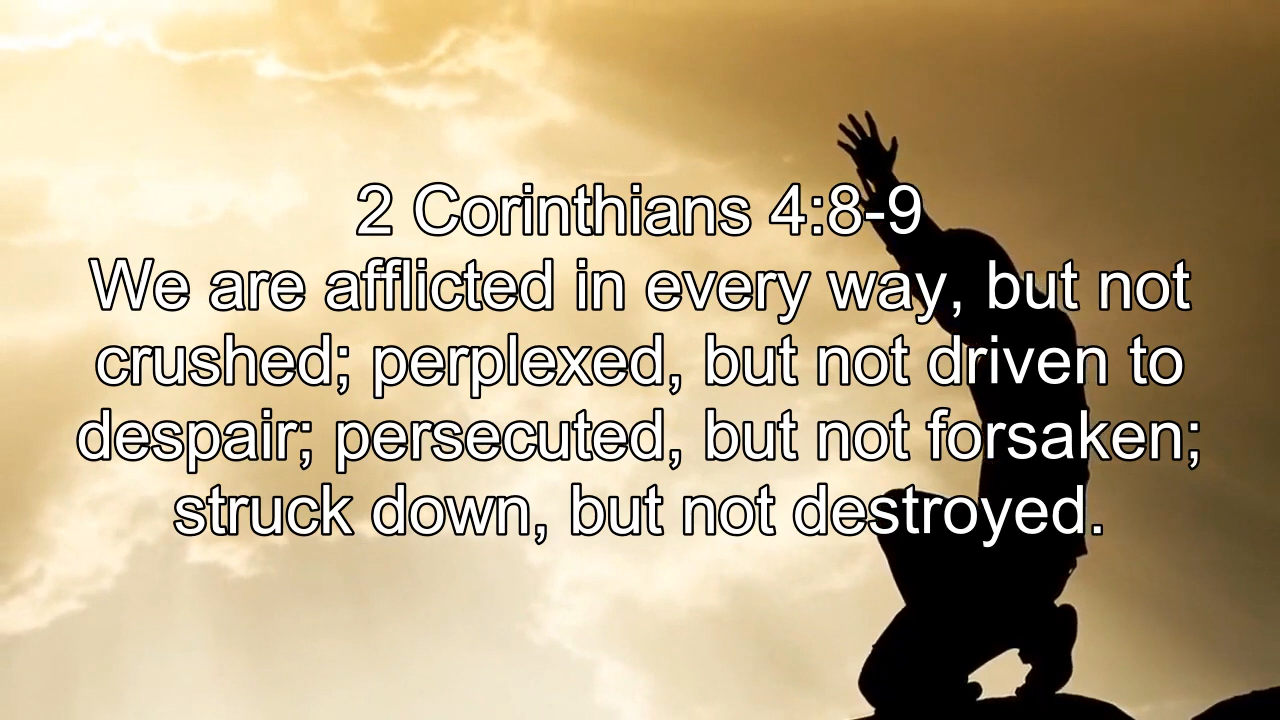 2 Corinthians 4:8-9
We are afflicted in every way, but not
crushed; perplexed, but not driven to
despair; persecuted, but not forsaken;
struck down, but not destroyed.